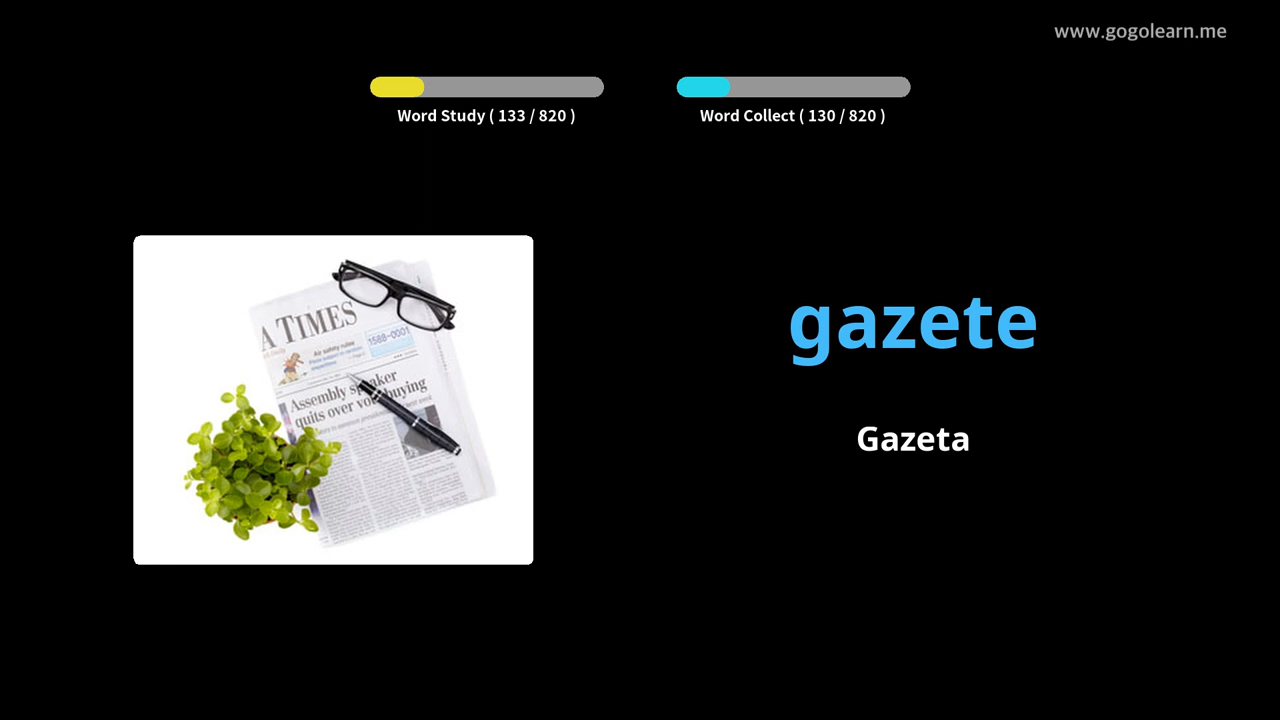 www.gogolearn.me
Word Study ( 133 / 820 )
Word Collect ( 130 / 820 )
A TIMES
Air safety rules
1588-0001
Assembly speaker
quits over vote buying
gazete
Gazeta